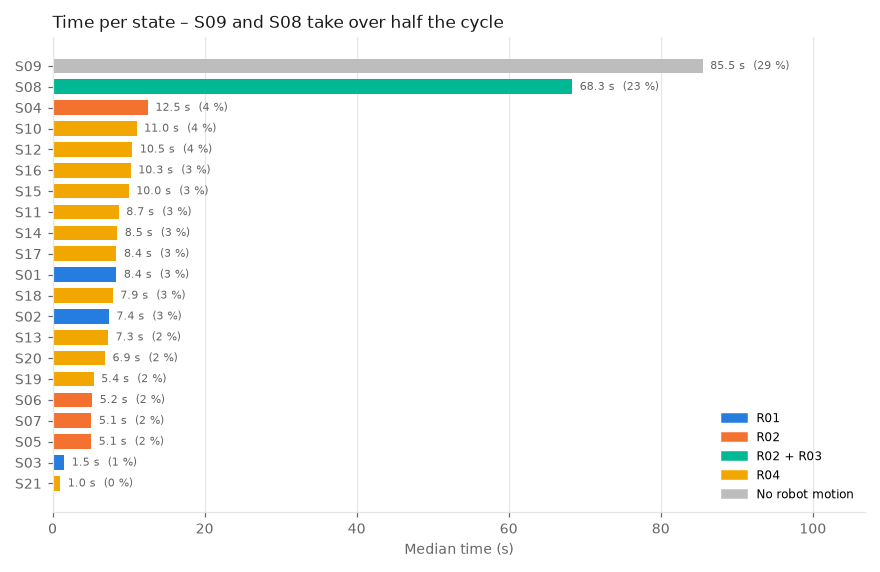 Time per state – S09 and S08 take over half the cycle
S09 85.5 s (29 %)
S08 68.3 s (23 %)
S04 12.5 s (4 %)
S10 11.0 s (4 %)
S12 10.5 s (4 %)
S16 10.3 s (3 %)
S15 10.0 s (3 %)
S11 8.7 s (3 %)
S14 8.5 s (3 %)
S17 8.4 s (3 %)
S01 8.4 s (3 %)
S18 7.9 s (3 %)
S02 7.4 s (3 %)
S13 7.3 s (2 %)
S20 6.9 s (2 %)
S19 5.4 s (2 %)
S06 5.2 s (2 %)
S07 5.1 s (2 %)
S05 5.1 s (2 %)
S03 1.5 s (1 %)
S21 1.0 s (0 %)
R01
R02
R02 + R03
R04
No robot motion
0 20 40 60 80 100
Median time (s)